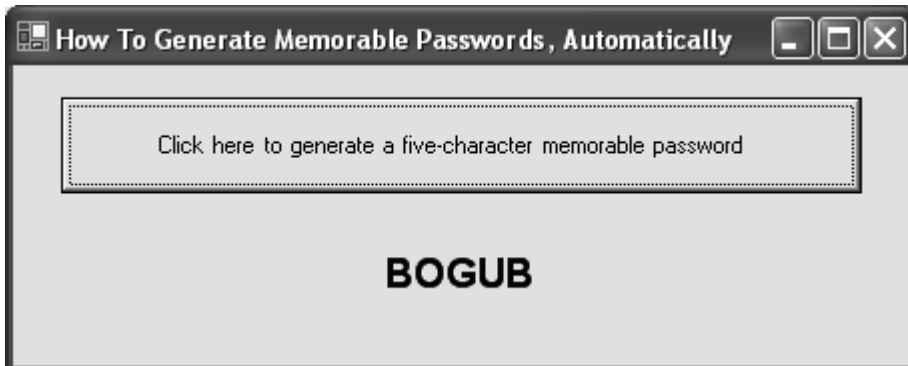 How To Generate Memorable Passwords, Automatically
Click here to generate a five-character memorable password
BOGUB